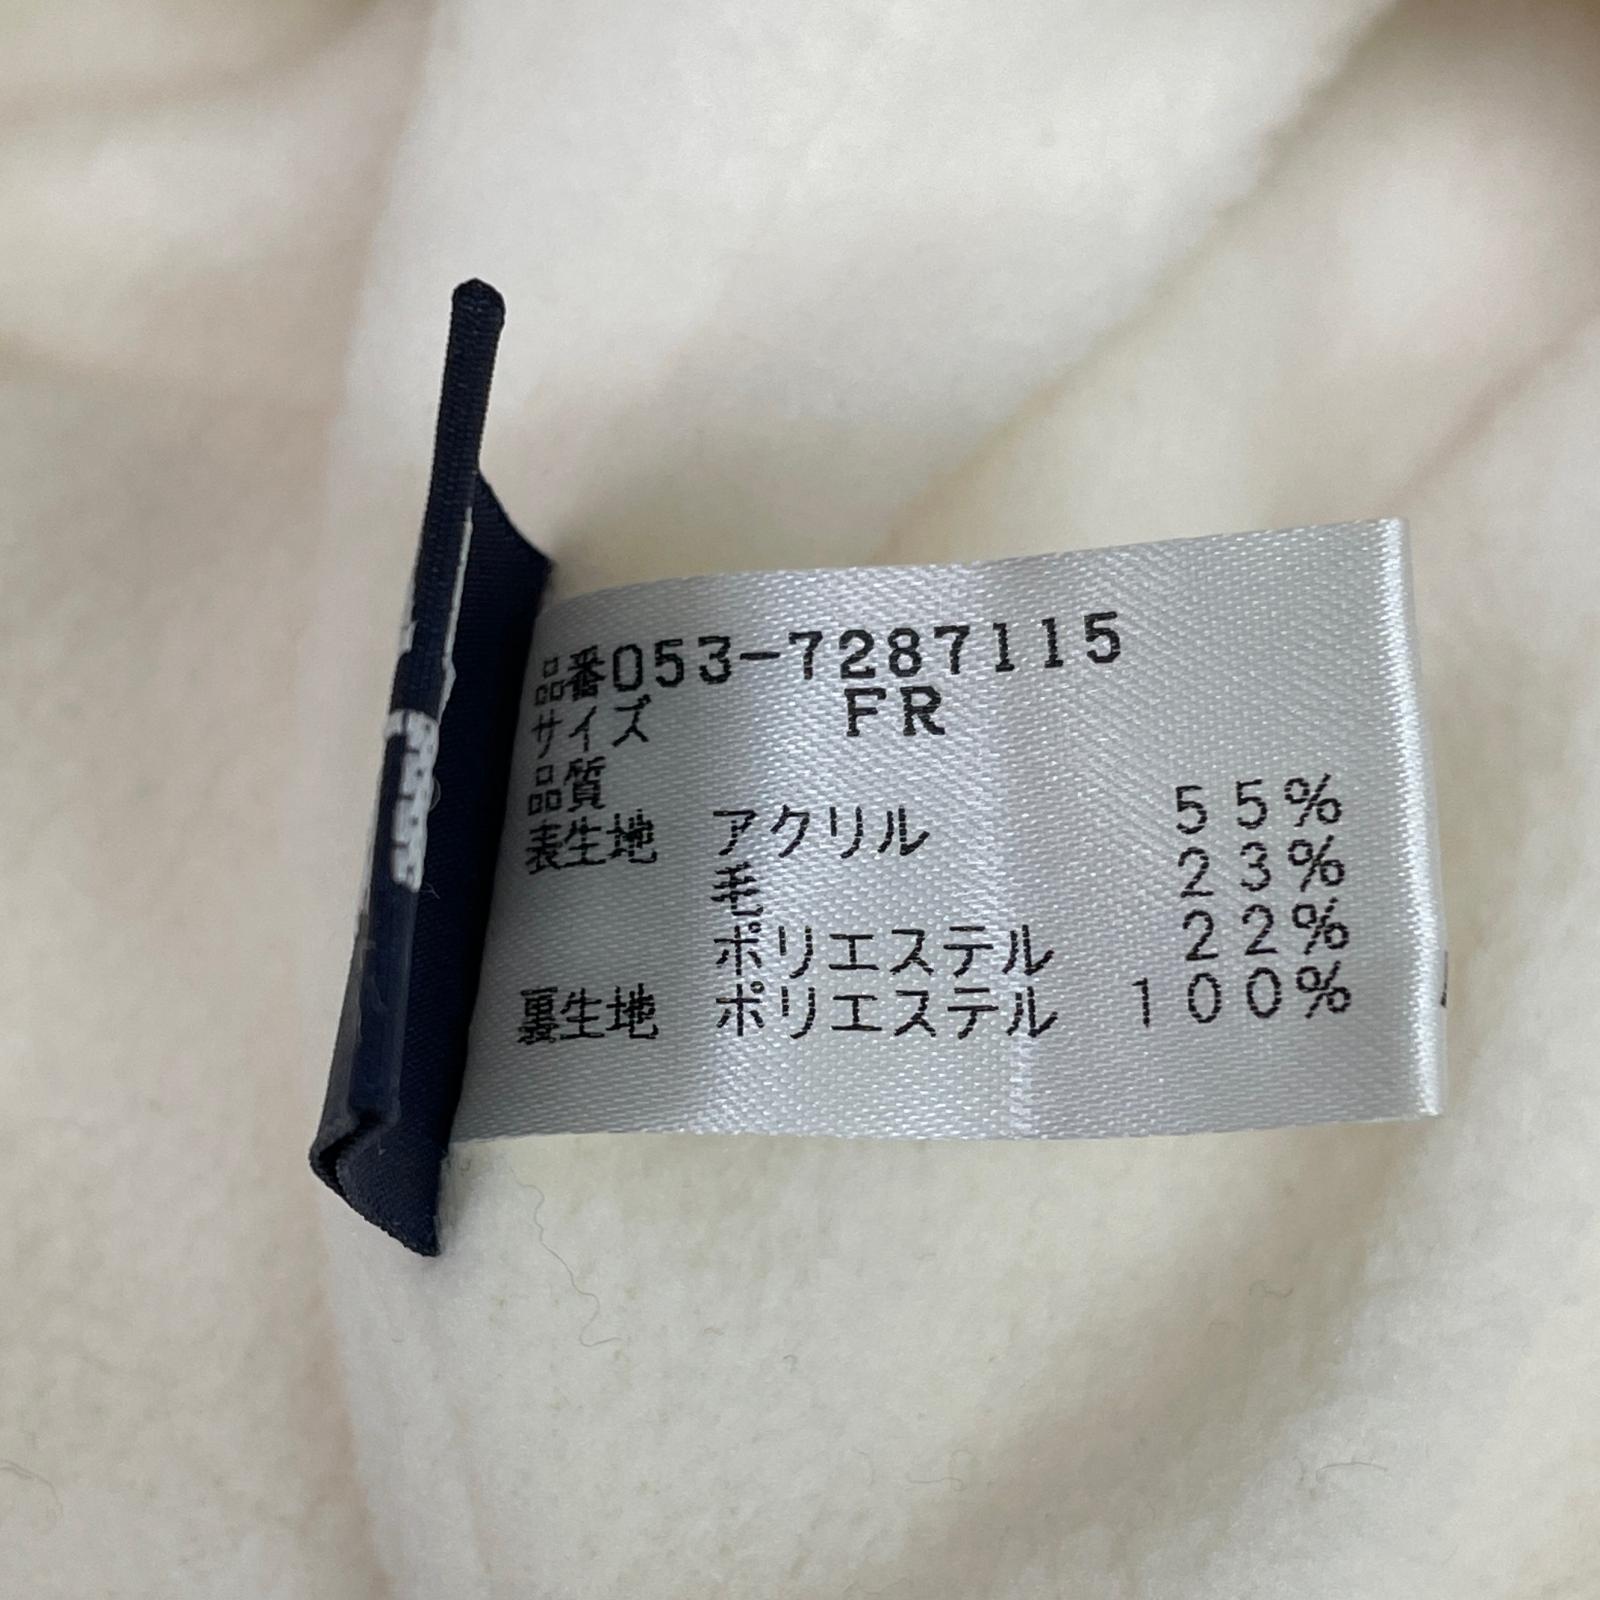 品番053-7287115
サイズ FR
品質
表生地 アクリル 55%
毛 23%
ポリエステル 22%
裏生地 ポリエステル 100%